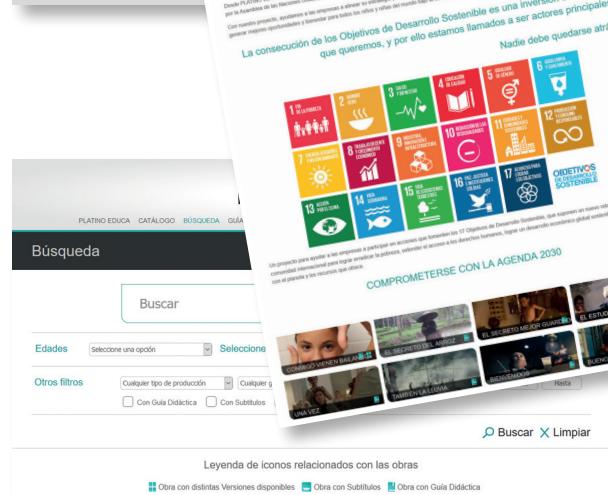 Desde PLATINO
por la Asamblea de las Naciones
Con nuestro proyecto, ayudamos a las empresas a alinear su
generar mejores oportunidades y bienestar para todos los niños y niñas del mundo
La consecución de los Objetivos de Desarrollo Sostenible es una inversión
que queremos, y por ello estamos llamados a ser actores principales
Nadie debe quedarse atrá
1 FIN DE LA POBREZA
2 HAMBRE CERO
3 SALUD Y BIENESTAR
4 EDUCACIÓN DE CALIDAD
5 IGUALDAD DE GÉNERO
6 AGUA LIMPIA Y SANEAMIENTO
7 ENERGÍA ASEQUIBLE Y NO CONTAMINANTE
8 TRABAJO DECENTE Y CRECIMIENTO ECONÓMICO
9 INDUSTRIA, INNOVACIÓN E INFRAESTRUCTURA
10 REDUCCIÓN DE LAS DESIGUALDADES
11 CIUDADES Y COMUNIDADES SOSTENIBLES
12 PRODUCCIÓN Y CONSUMO RESPONSABLES
13 ACCIÓN POR EL CLIMA
14 VIDA SUBMARINA
15 VIDA DE ECOSISTEMAS TERRESTRES
16 PAZ, JUSTICIA E INSTITUCIONES SÓLIDAS
17 ALIANZAS PARA LOGRAR LOS OBJETIVOS
OBJETIVOS
DE DESARROLLO
SOSTENIBLE
Un proyecto para ayudar a las empresas a participar en acciones que fomenten los 17 Objetivos de Desarrollo Sostenible, que suponen un nuevo
comunidad internacional para lograr erradicar la pobreza, extender el acceso a los derechos humanos, lograr un desarrollo económico global
con el planeta y los recursos que ofrece.
COMPROMETERSE CON LA AGENDA 2030
CONMIGO VIENEN BAILANDO
EL SECRETO DEL ARROZ
EL SECRETO MEJOR GUARDADO
EL ESTUD
UNA VEZ
TAMBIÉN LA LLUVIA
BIENVENIDOS
BUENO
PLATINO EDUCA CATÁLOGO BÚSQUEDA GUÍA
Búsqueda
Buscar
Edades
Seleccione una opción
Seleccione
Otros filtros
Cualquier tipo de producción
Cualquier g
Hasta
Con Guía Didáctica
Con Subtítulos
Buscar
Limpiar
Leyenda de iconos relacionados con las obras
Obra con distintas Versiones disponibles
Obra con Subtítulos
Obra con Guía Didáctica